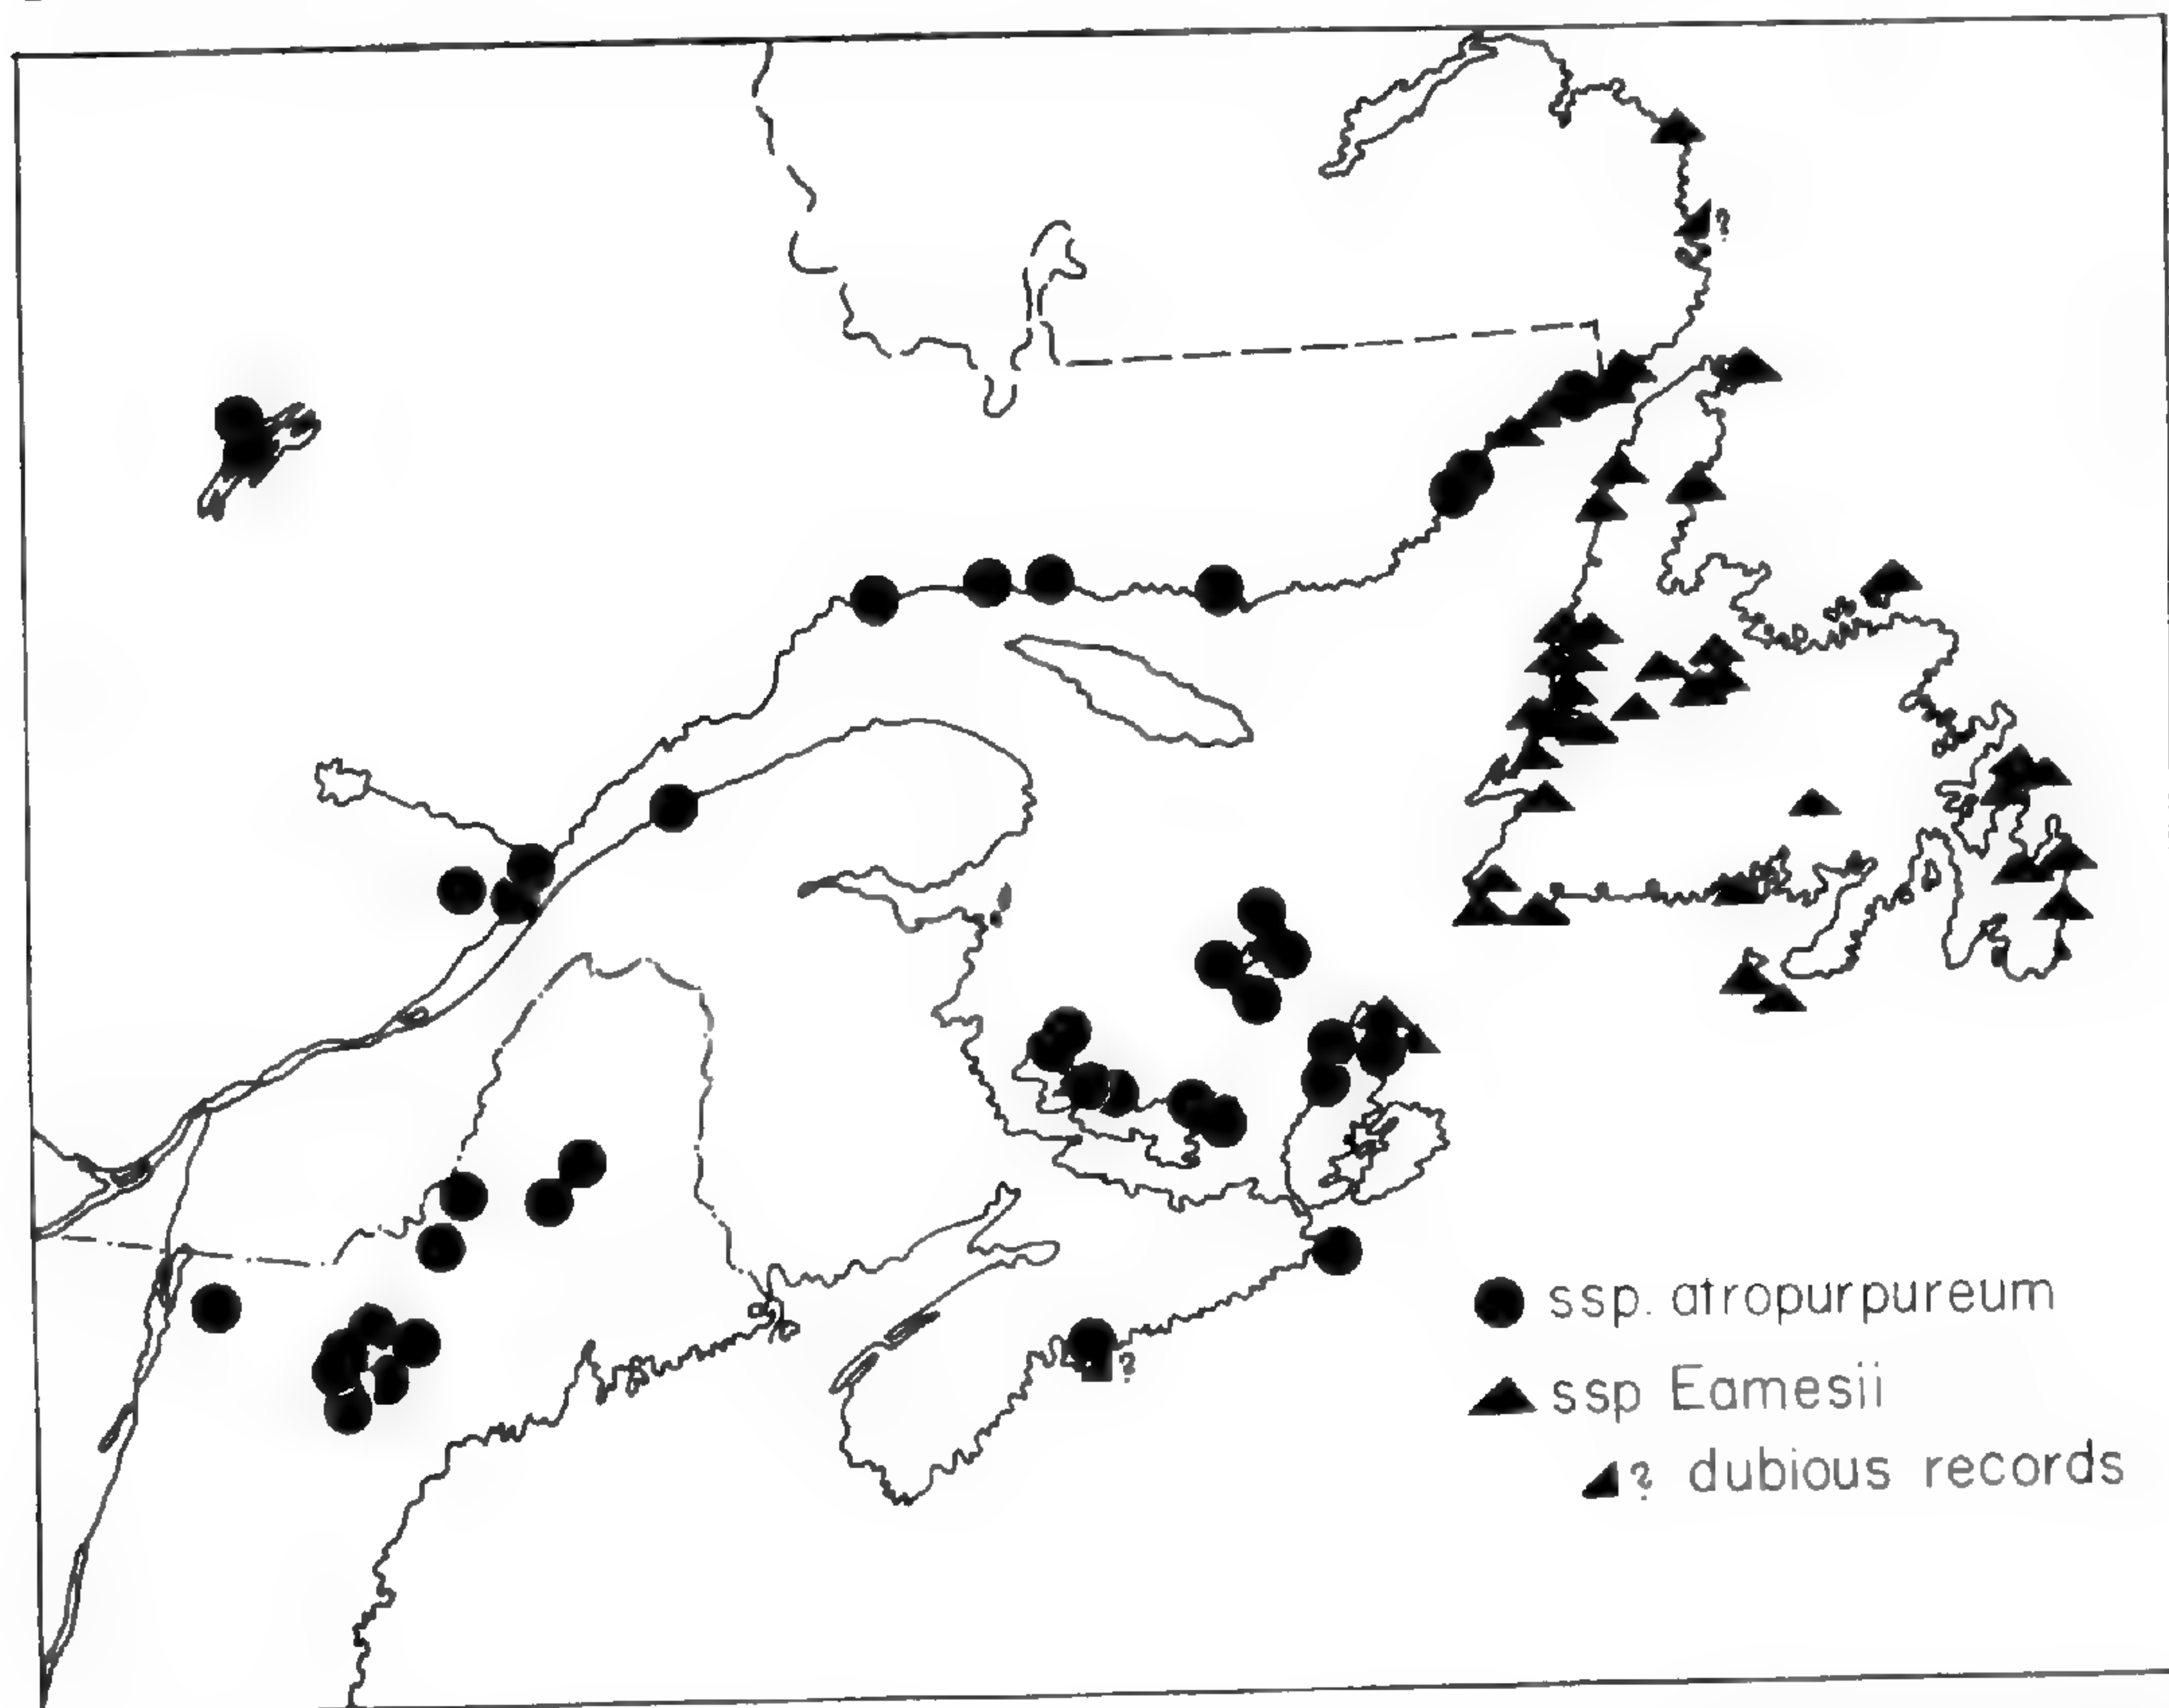 ?
?
ssp. atropurpureum
ssp Eamesii
? dubious records